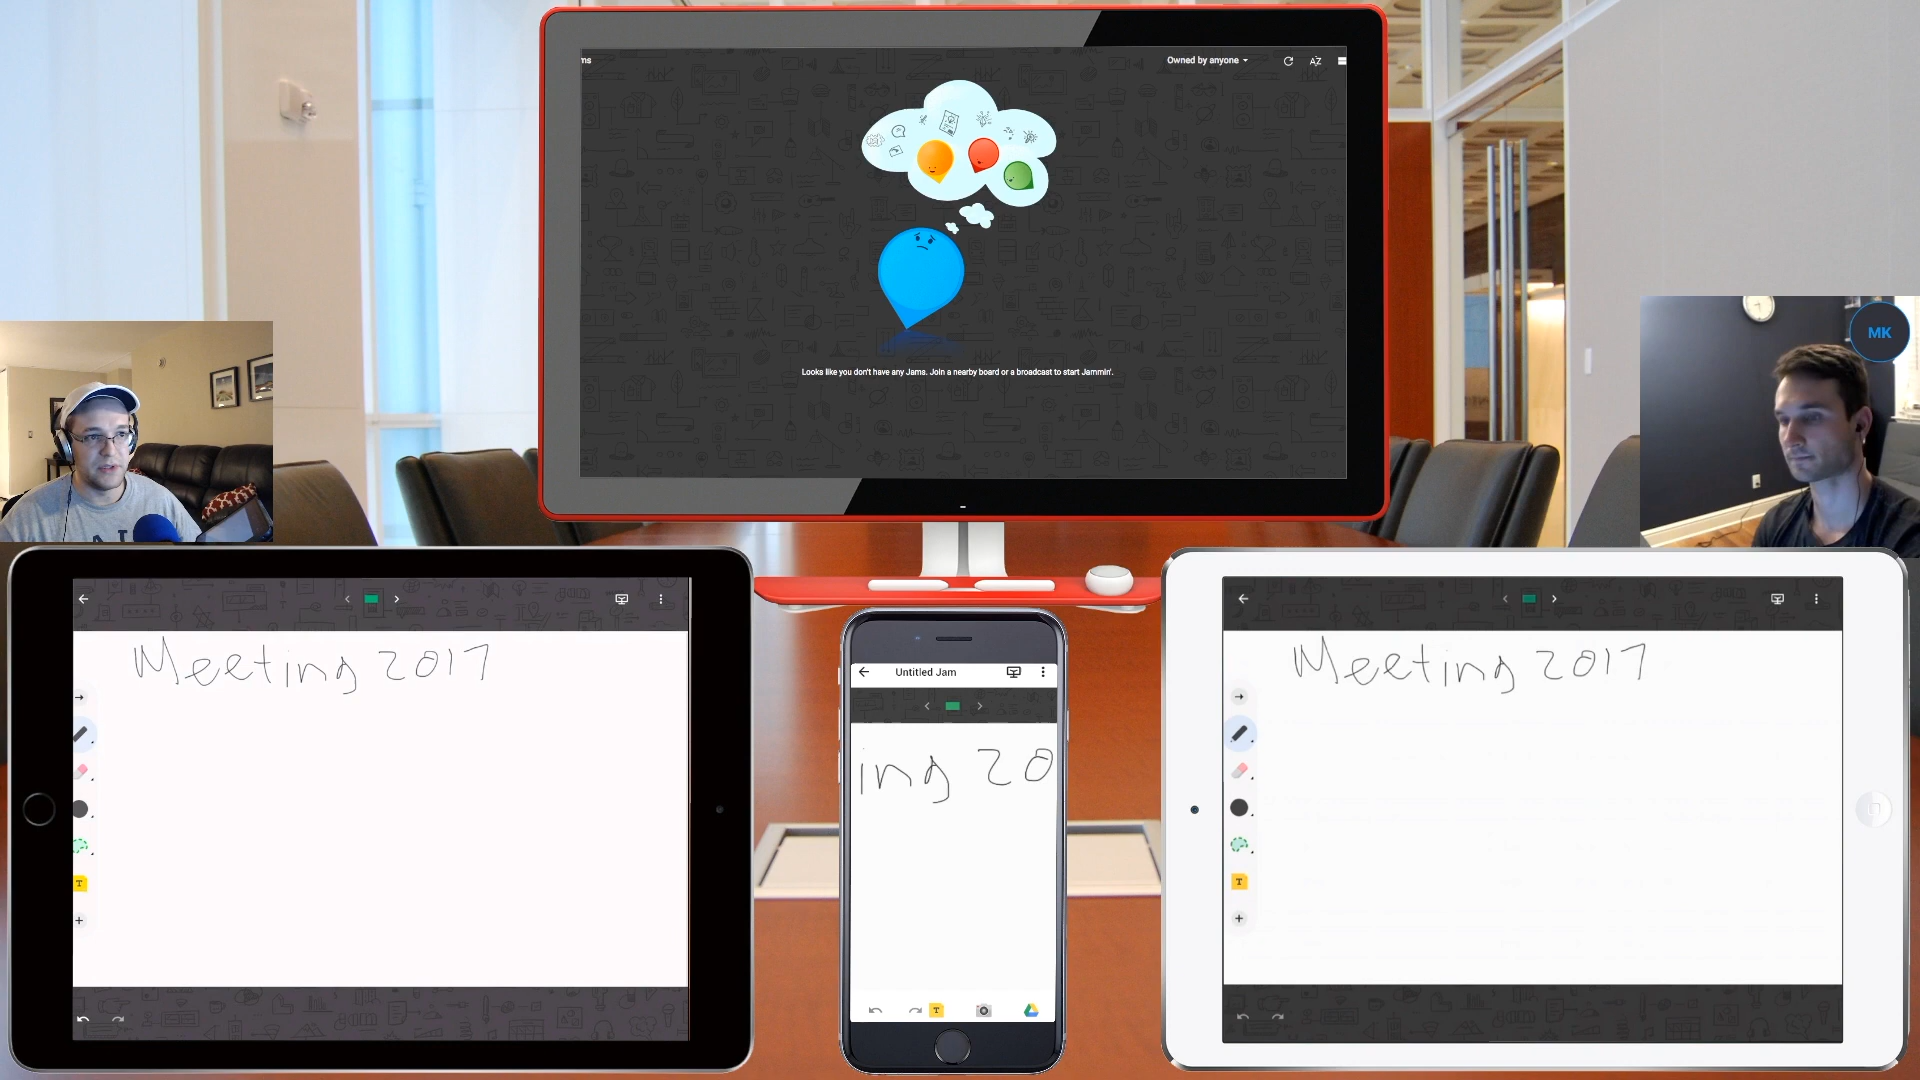 ms
Owned by anyone
AZ
Looks like you don't have any Jams. Join a nearby board or a broadcast to start Jammin'.
MK
Meeting 2017
T
Untitled Jam
ing 20
T
Meeting 2017
T